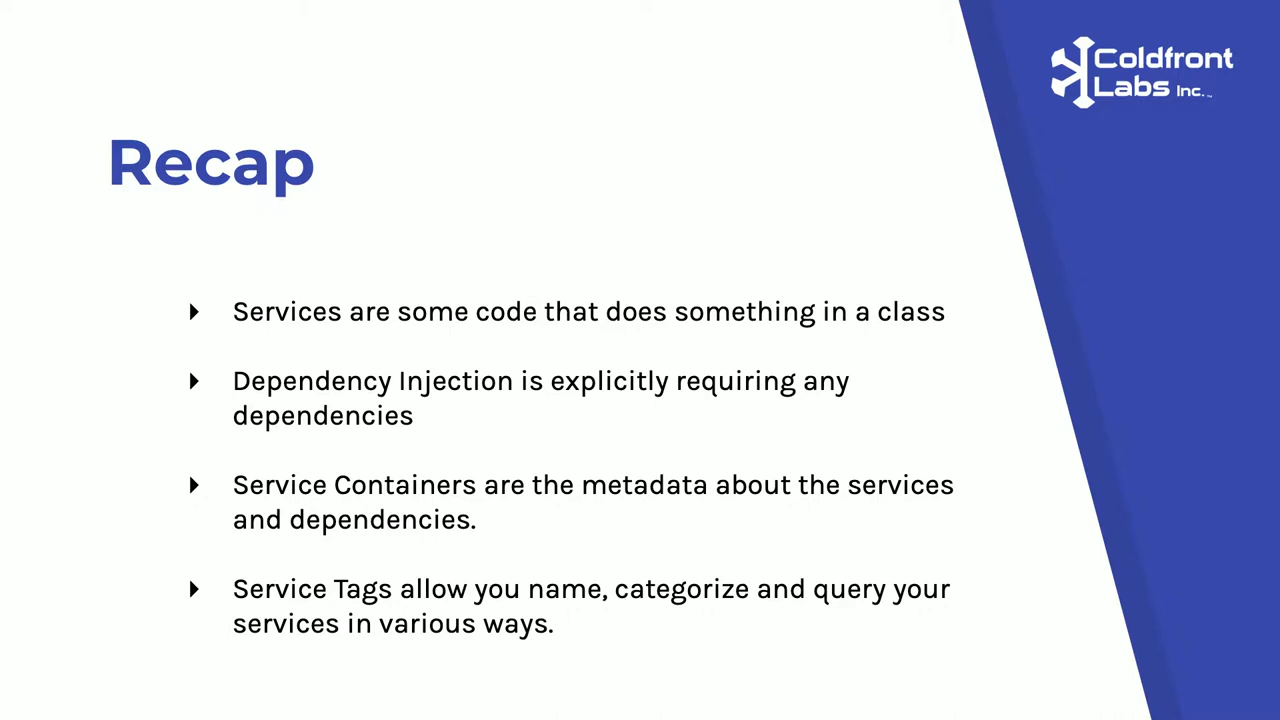 Coldfront
Labs Inc.™
Recap
Services are some code that does something in a class
Dependency Injection is explicitly requiring any
dependencies
Service Containers are the metadata about the services
and dependencies.
Service Tags allow you name, categorize and query your
services in various ways.